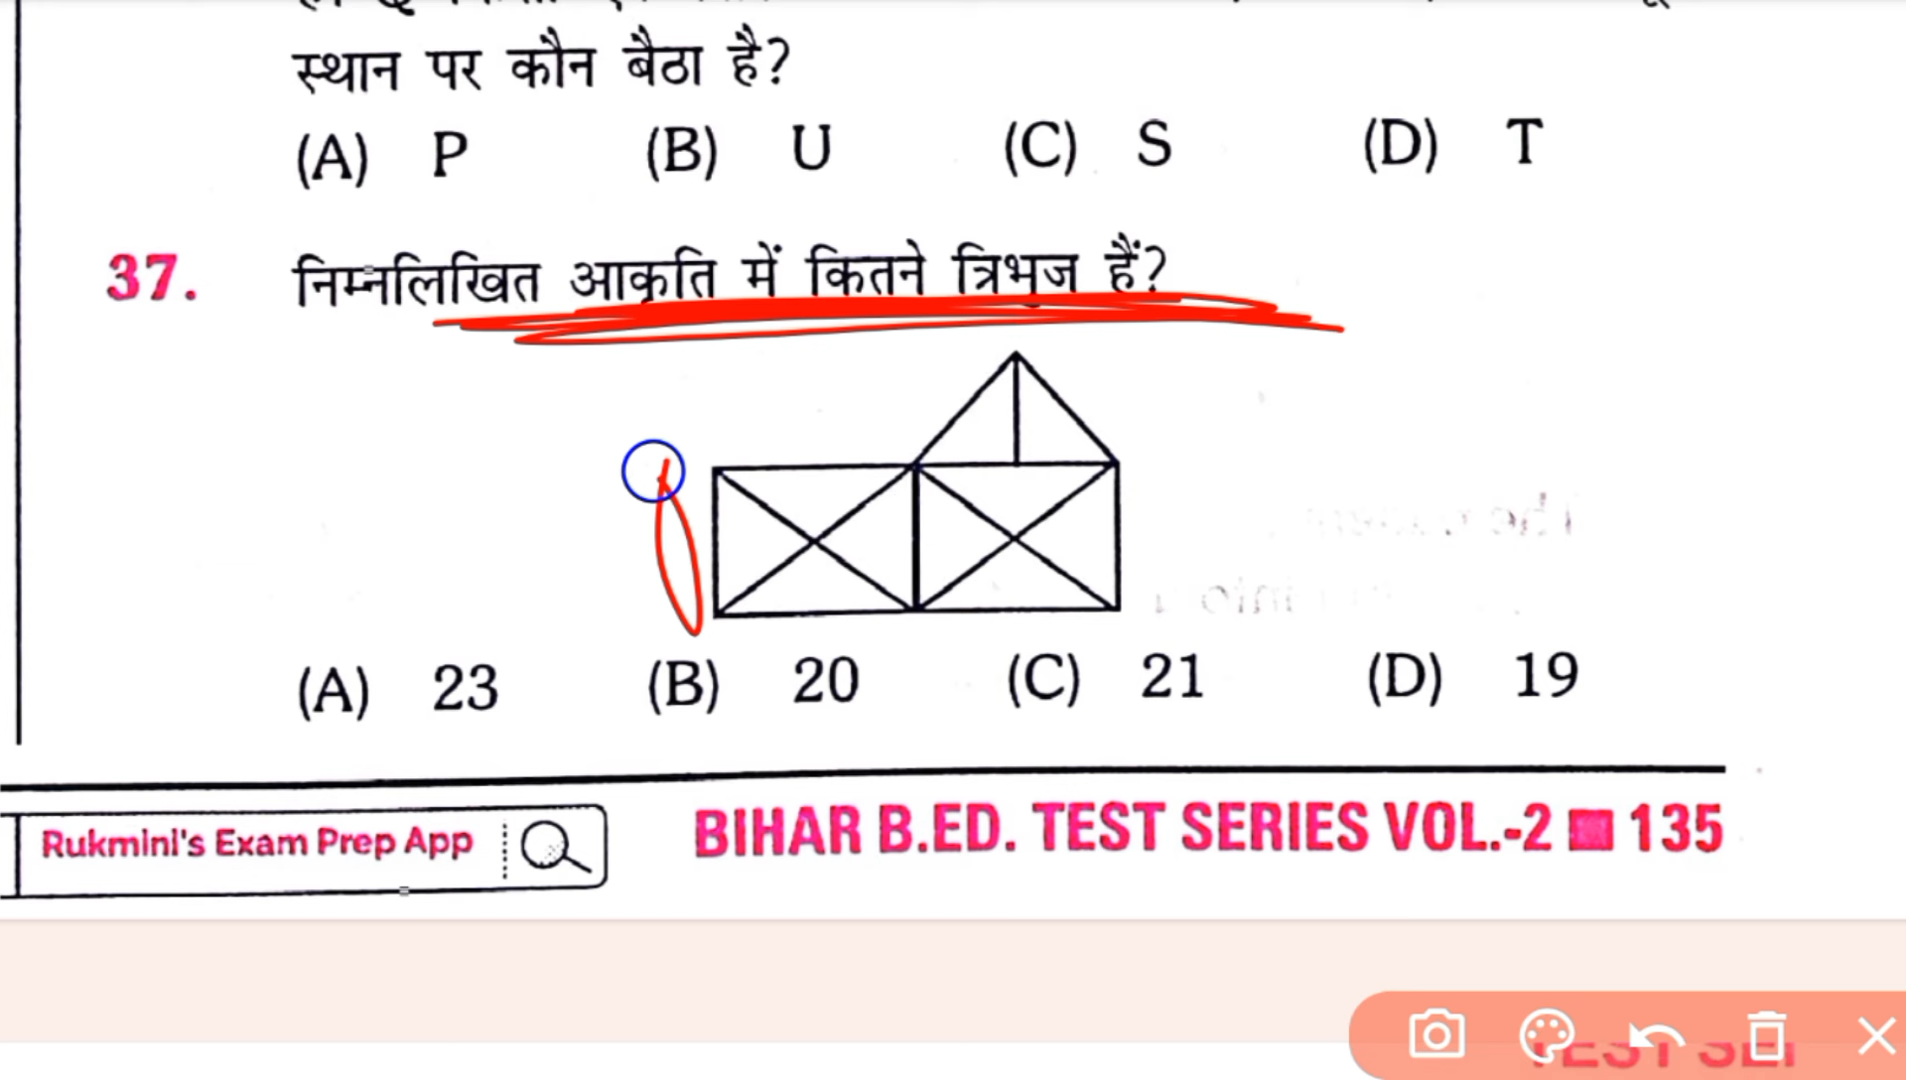 स्थान पर कौन बैठा है?
(A) P (B) U (C) S (D) T
37. निम्नलिखित आकृति में कितने त्रिभुज हैं?
(A) 23 (B) 20 (C) 21 (D) 19
Rukmini's Exam Prep App
BIHAR B.ED. TEST SERIES VOL.-2 ■ 135